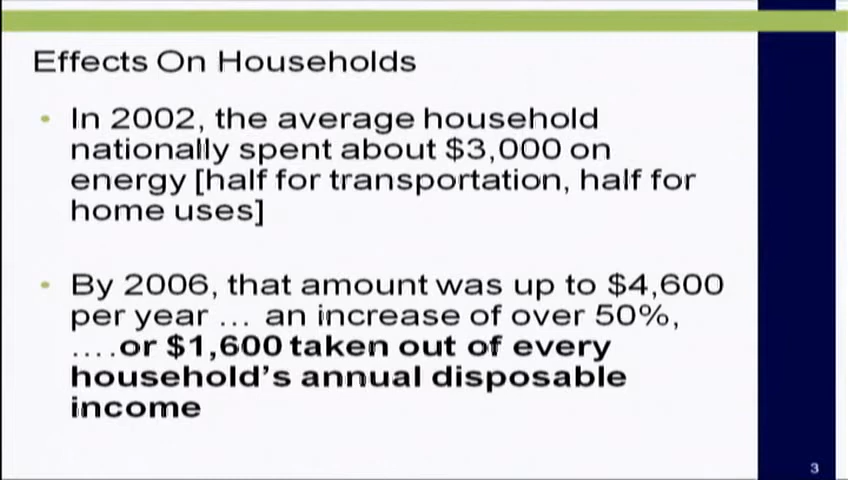 Effects On Households
• In 2002, the average household
nationally spent about $3,000 on
energy [half for transportation, half for
home uses]
• By 2006, that amount was up to $4,600
per year ... an increase of over 50%,
....or $1,600 taken out of every
household's annual disposable
income
3